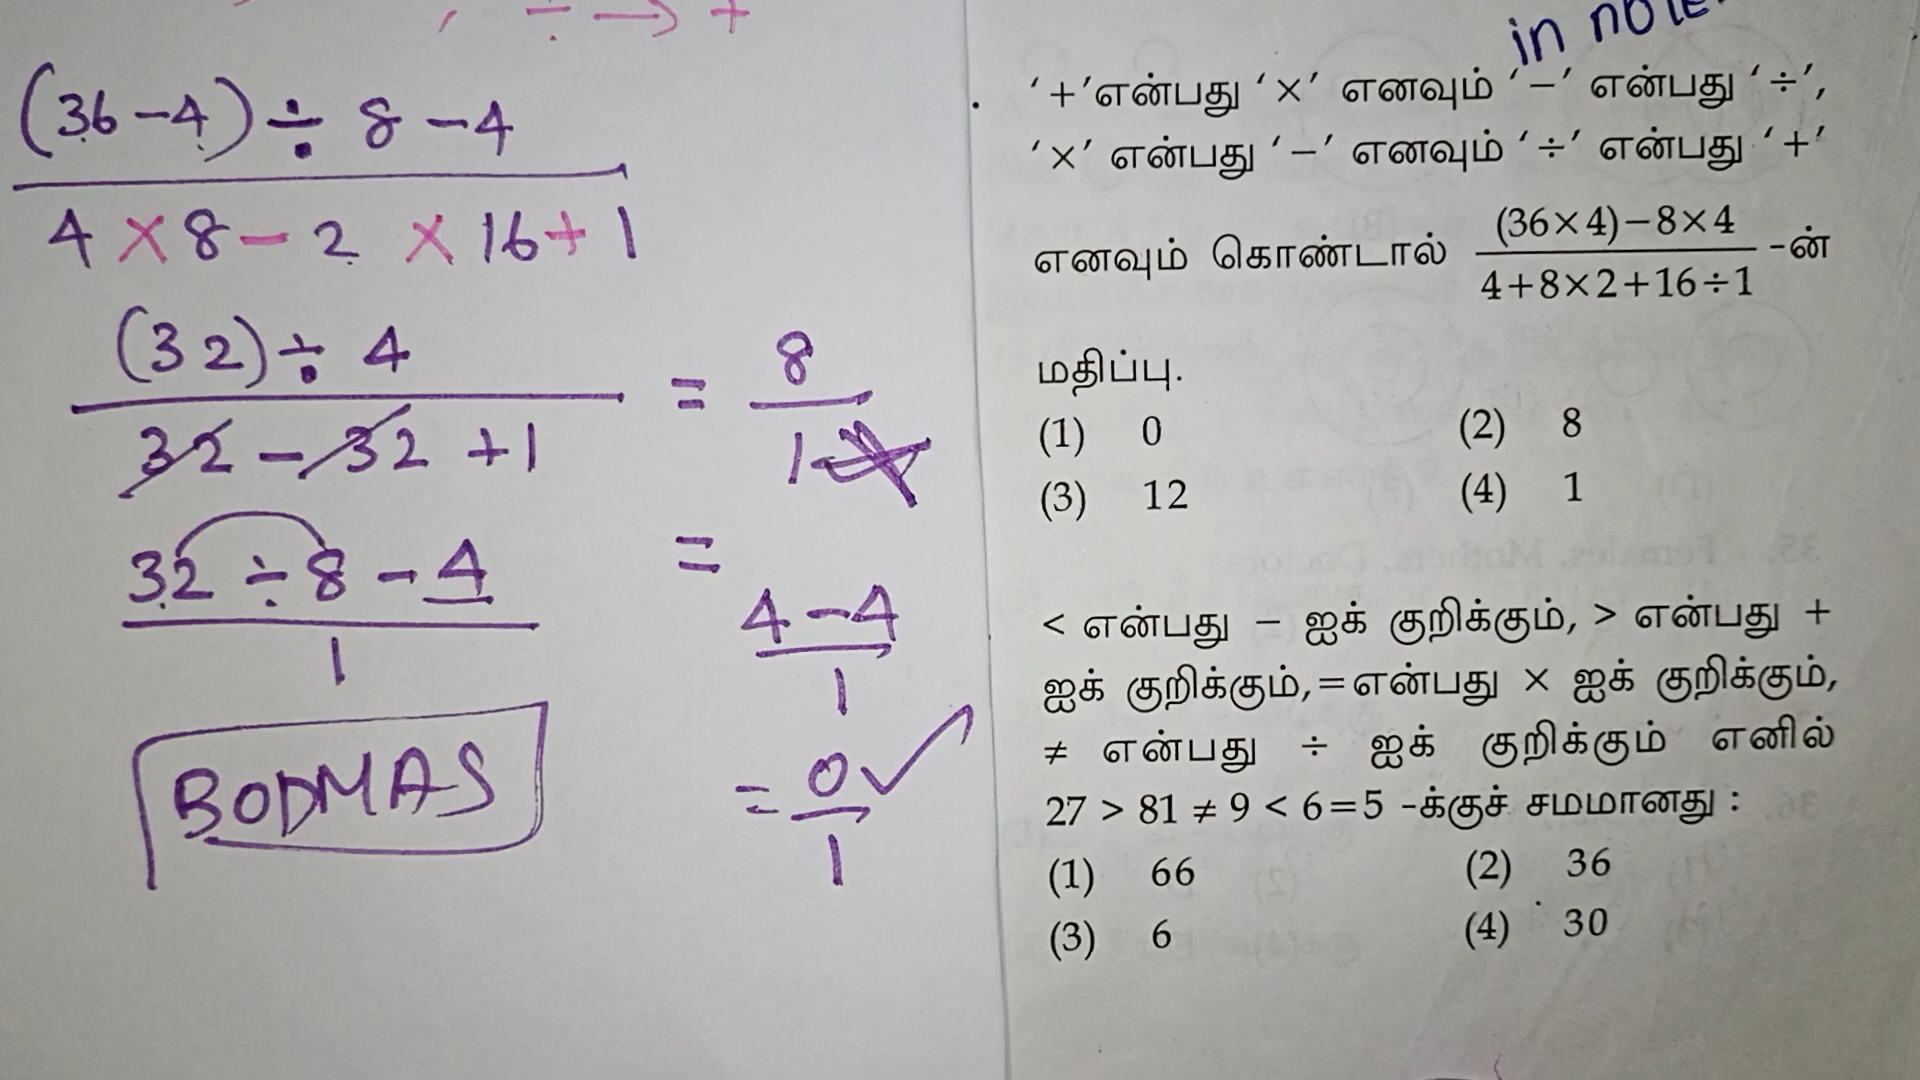 , ÷ → +
(36 - 4) ÷ 8 - 4
4 × 8 - 2 × 16 + 1
(32) ÷ 4 = 8
32 - 32 + 1 1
32 ÷ 8 - 4 = 4 - 4
1 1
= 0
1
BODMAS
in note
. '+'என்பது '×' எனவும் '−' என்பது '÷',
'×' என்பது '−' எனவும் '÷' என்பது '+'
எனவும் கொண்டால் (36×4)−8×4 -ன்
4+8×2+16÷1
மதிப்பு.
(1) 0 (2) 8
(3) 12 (4) 1
< என்பது − ஐக் குறிக்கும், > என்பது +
ஐக் குறிக்கும், =என்பது × ஐக் குறிக்கும்,
≠ என்பது ÷ ஐக் குறிக்கும் எனில்
27 > 81 ≠ 9 < 6=5 -க்குச் சமமானது :
(1) 66 (2) 36
(3) 6 (4) 30